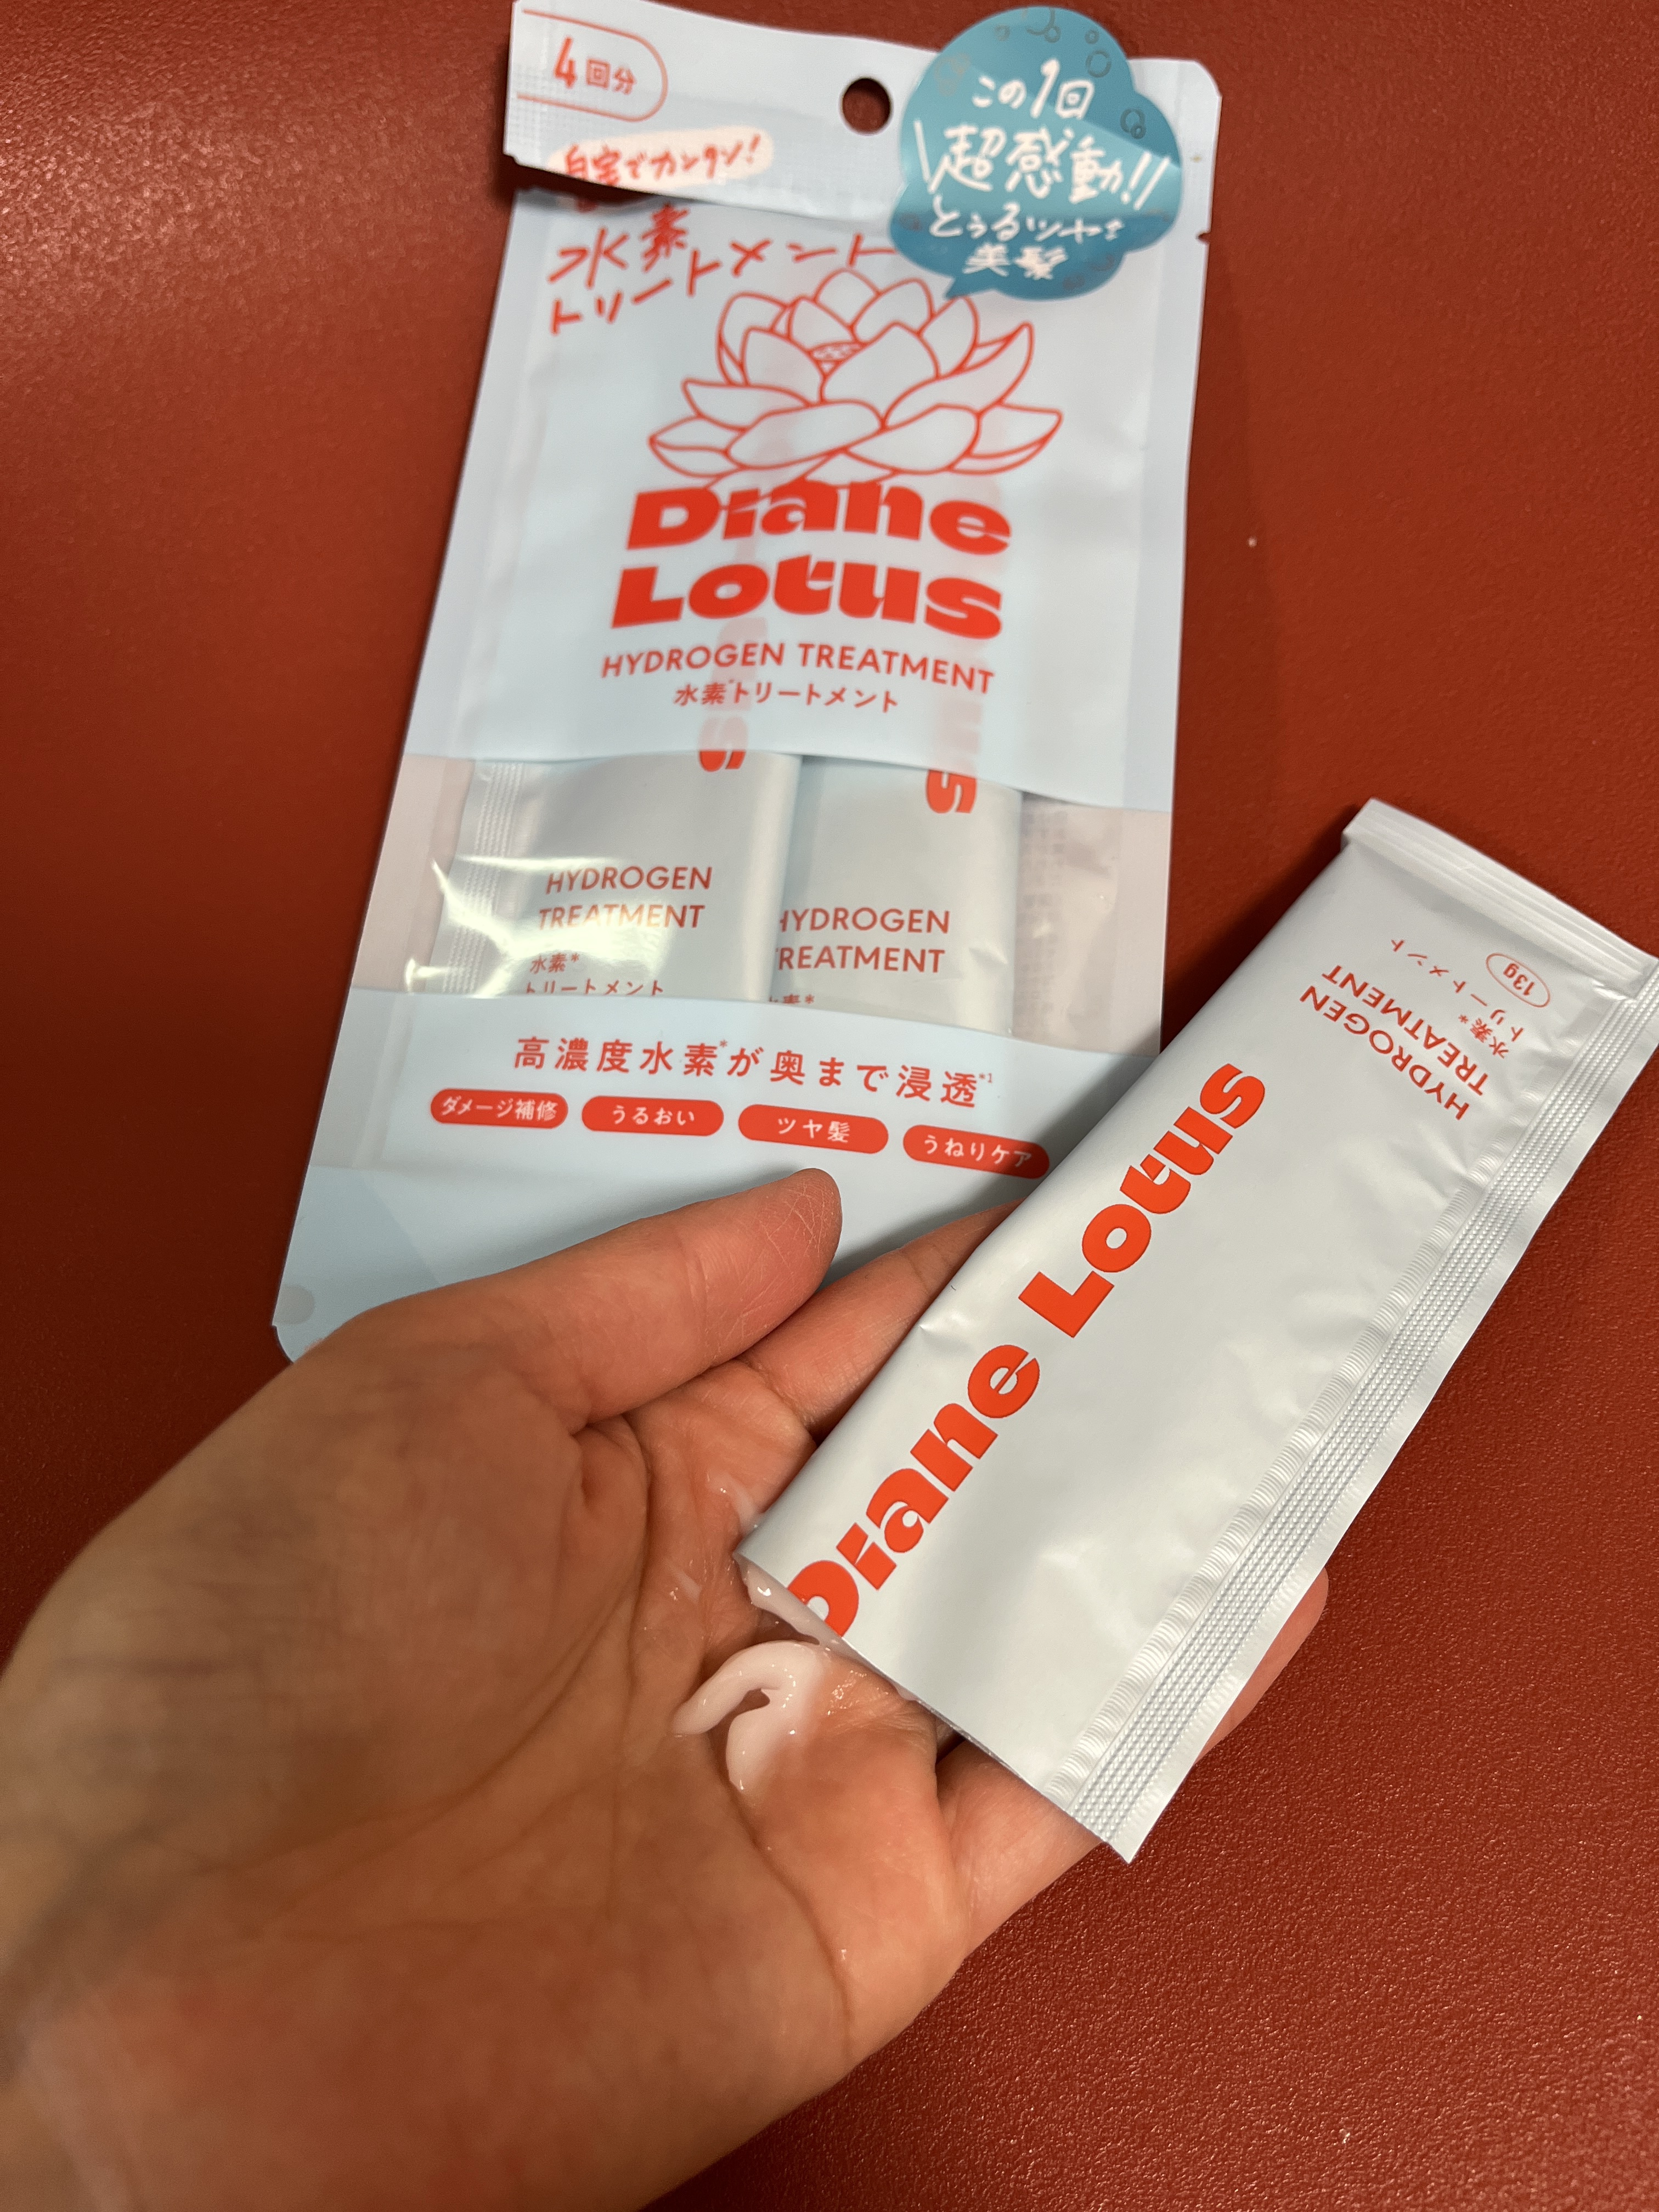 4回分
自宅でカンタン!
水素
トリートメント
この1回
超感動!!
とぅるツヤ
美髪
Diane
Lotus
HYDROGEN TREATMENT
水素*トリートメント
s
us
HYDROGEN
TREATMENT
水素*
トリートメント
HYDROGEN
TREATMENT
高濃度水素*が奥まで浸透*1
ダメージ補修
うるおい
ツヤ髪
うねりケア
Diane Lotus
HYDROGEN
TREATMENT
水素*
トリートメント
13g